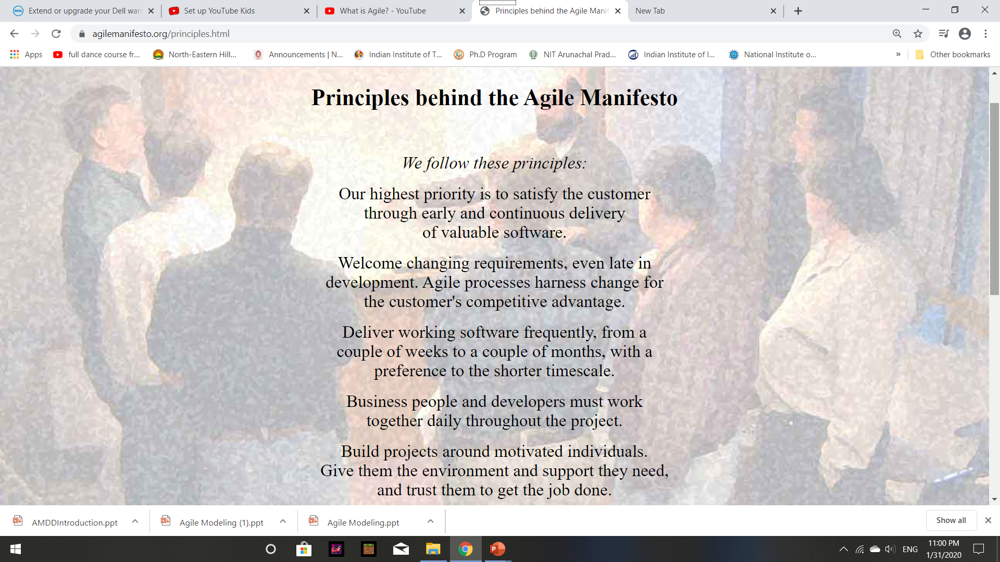 Extend or upgrade your Dell warr
Set up YouTube Kids
What is Agile? - YouTube
Principles behind the Agile Manif
New Tab
agilemanifesto.org/principles.html
Apps
full dance course fr...
North-Eastern Hill...
Announcements | N...
Indian Institute of T...
Ph.D Program
NIT Arunachal Prad...
Indian Institute of I...
National Institute o...
»
Other bookmarks
Principles behind the Agile Manifesto
We follow these principles:
Our highest priority is to satisfy the customer
through early and continuous delivery
of valuable software.
Welcome changing requirements, even late in
development. Agile processes harness change for
the customer's competitive advantage.
Deliver working software frequently, from a
couple of weeks to a couple of months, with a
preference to the shorter timescale.
Business people and developers must work
together daily throughout the project.
Build projects around motivated individuals.
Give them the environment and support they need,
and trust them to get the job done.
AMDDIntroduction.ppt
Agile Modeling (1).ppt
Agile Modeling.ppt
Show all
ENG
11:00 PM
1/31/2020